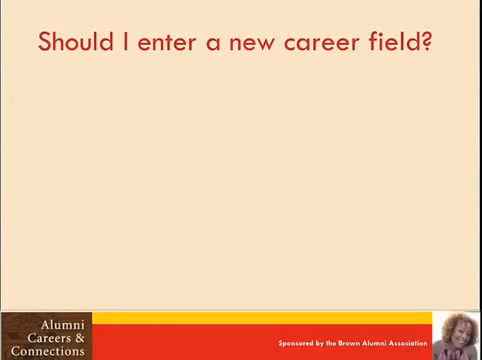 Should I enter a new career field?
Alumni
Careers &
Connections
Sponsored by the Brown Alumni Association